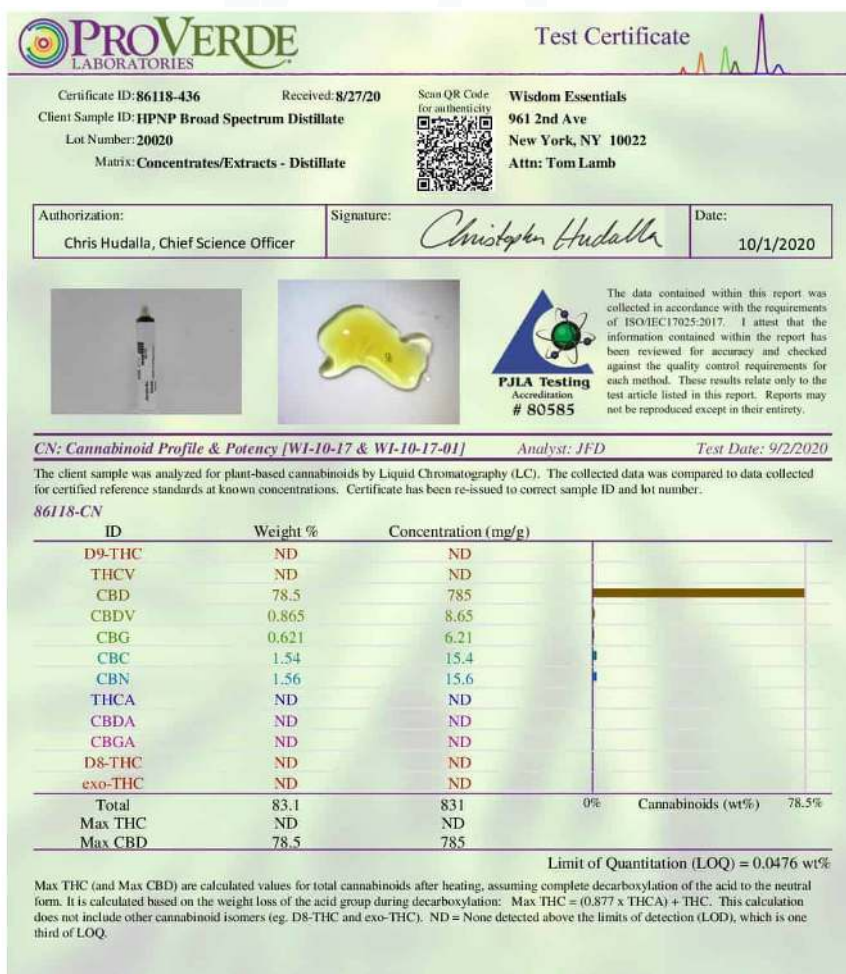 PROVERDE
LABORATORIES
Test Certificate
Certificate ID: 86118-436 Received: 8/27/20
Client Sample ID: HPNP Broad Spectrum Distillate
Lot Number: 20020
Matrix: Concentrates/Extracts - Distillate
Scan QR Code
for authenticity
Wisdom Essentials
961 2nd Ave
New York, NY 10022
Attn: Tom Lamb
Authorization:
Chris Hudalla, Chief Science Officer
Signature:
Christopher Hudalla
Date:
10/1/2020
PJLA Testing
Accreditation
# 80585
The data contained within this report was
collected in accordance with the requirements
of ISO/IEC17025:2017. I attest that the
information contained within the report has
been reviewed for accuracy and checked
against the quality control requirements for
each method. These results relate only to the
test article listed in this report. Reports may
not be reproduced except in their entirety.
CN: Cannabinoid Profile & Potency [WI-10-17 & WI-10-17-01] Analyst: JFD Test Date: 9/2/2020
The client sample was analyzed for plant-based cannabinoids by Liquid Chromatography (LC). The collected data was compared to data collected
for certified reference standards at known concentrations. Certificate has been re-issued to correct sample ID and lot number.
86118-CN
ID Weight % Concentration (mg/g)
D9-THC ND ND
THCV ND ND
CBD 78.5 785
CBDV 0.865 8.65
CBG 0.621 6.21
CBC 1.54 15.4
CBN 1.56 15.6
THCA ND ND
CBDA ND ND
CBGA ND ND
D8-THC ND ND
exo-THC ND ND
Total 83.1 831 0% Cannabinoids (wt%) 78.5%
Max THC ND ND
Max CBD 78.5 785
Limit of Quantitation (LOQ) = 0.0476 wt%
Max THC (and Max CBD) are calculated values for total cannabinoids after heating, assuming complete decarboxylation of the acid to the neutral
form. It is calculated based on the weight loss of the acid group during decarboxylation: Max THC = (0.877 x THCA) + THC. This calculation
does not include other cannabinoid isomers (eg. D8-THC and exo-THC). ND = None detected above the limits of detection (LOD), which is one
third of LOQ.